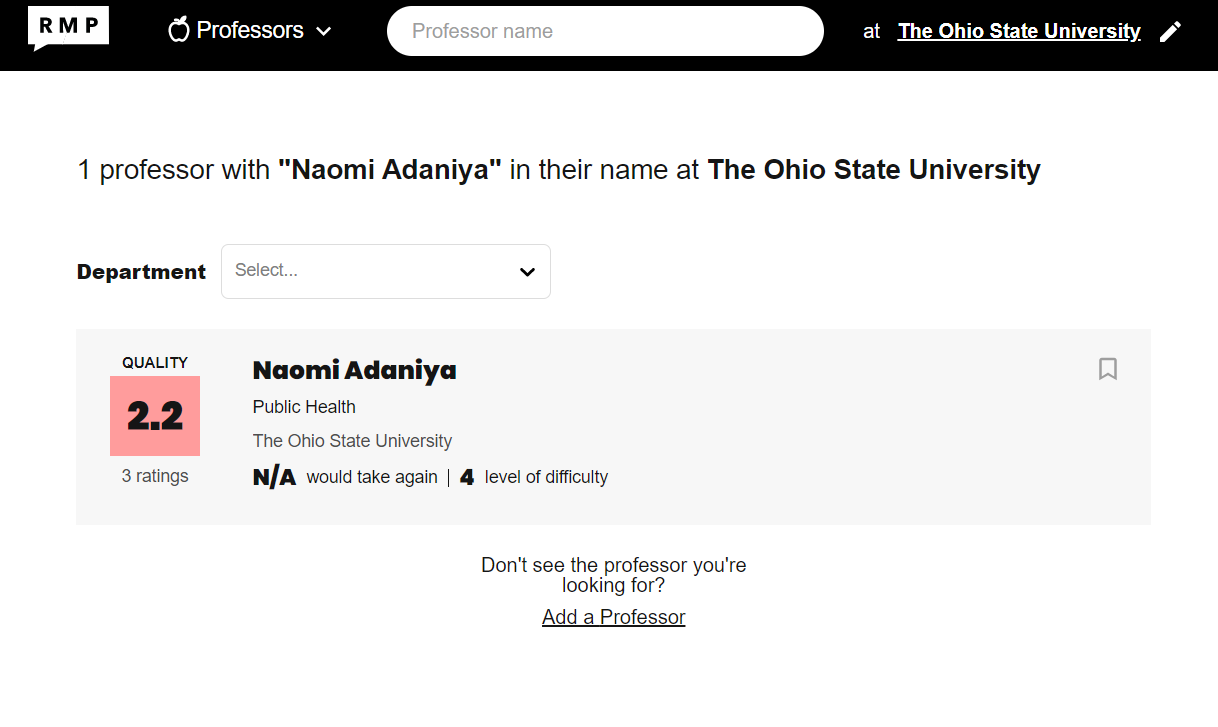 RMP Professors Professor name at The Ohio State University
1 professor with "Naomi Adaniya" in their name at The Ohio State University
Department Select...
QUALITY
2.2
3 ratings
Naomi Adaniya
Public Health
The Ohio State University
N/A would take again | 4 level of difficulty
Don't see the professor you're
looking for?
Add a Professor